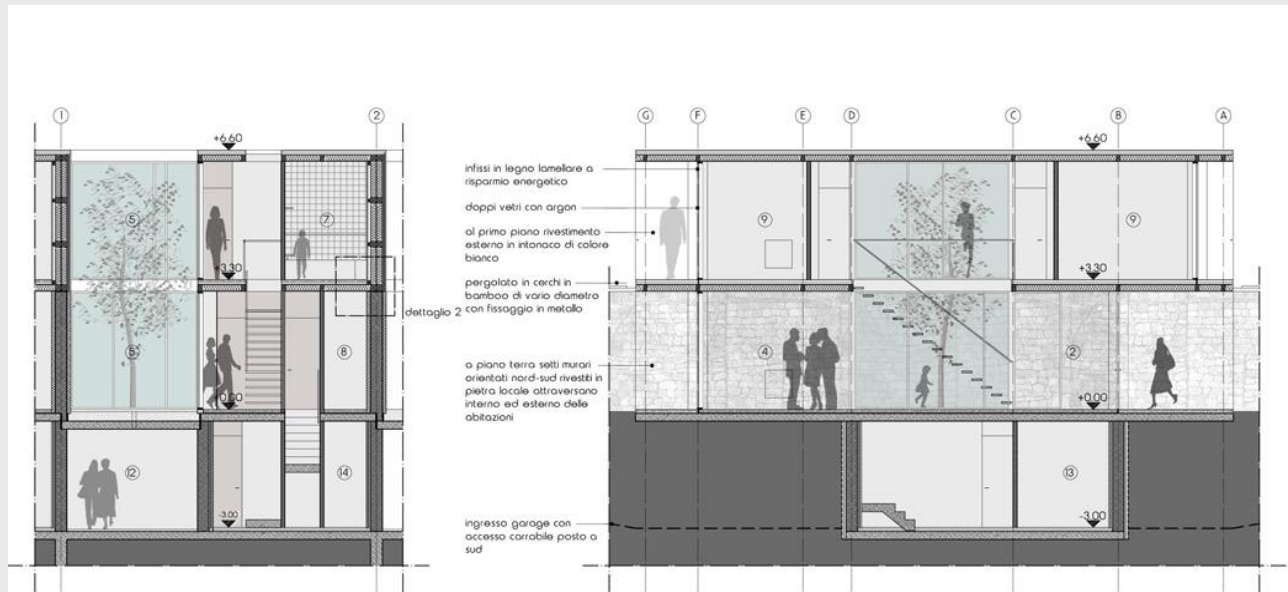 1
2
+6.60
5
7
+3.30
dettaglio 2
5
8
+0.00
12
14
-3.00
infissi in legno lamellare a
risparmio energetico
doppi vetri con argon
al primo piano rivestimento
esterno in intonaco di colore
bianco
pergolato in cerchi in
bamboo di vario diametro
con fissaggio in metallo
a piano terra setti murari
orientati nord-sud rivestiti in
pietra locale attraversano
interno ed esterno delle
abitazioni
ingresso garage con
accesso carrabile posto a
sud
G F E D C B A
+6.60
9
9
+3.30
4
2
+0.00
13
-3.00